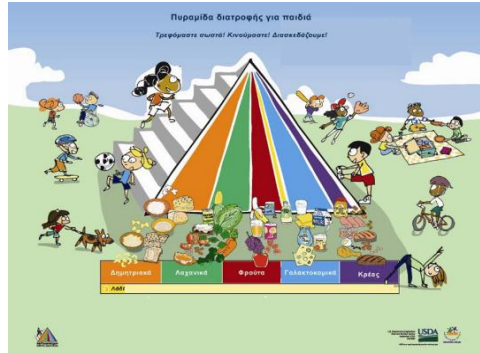 Πυραμίδα διατροφής για παιδιά
Τρεφόμαστε σωστά! Κινούμαστε! Διασκεδάζουμε!
Δημητριακά Λαχανικά Φρούτα Γαλακτοκομικά Κρέας
Λάδι
USDA